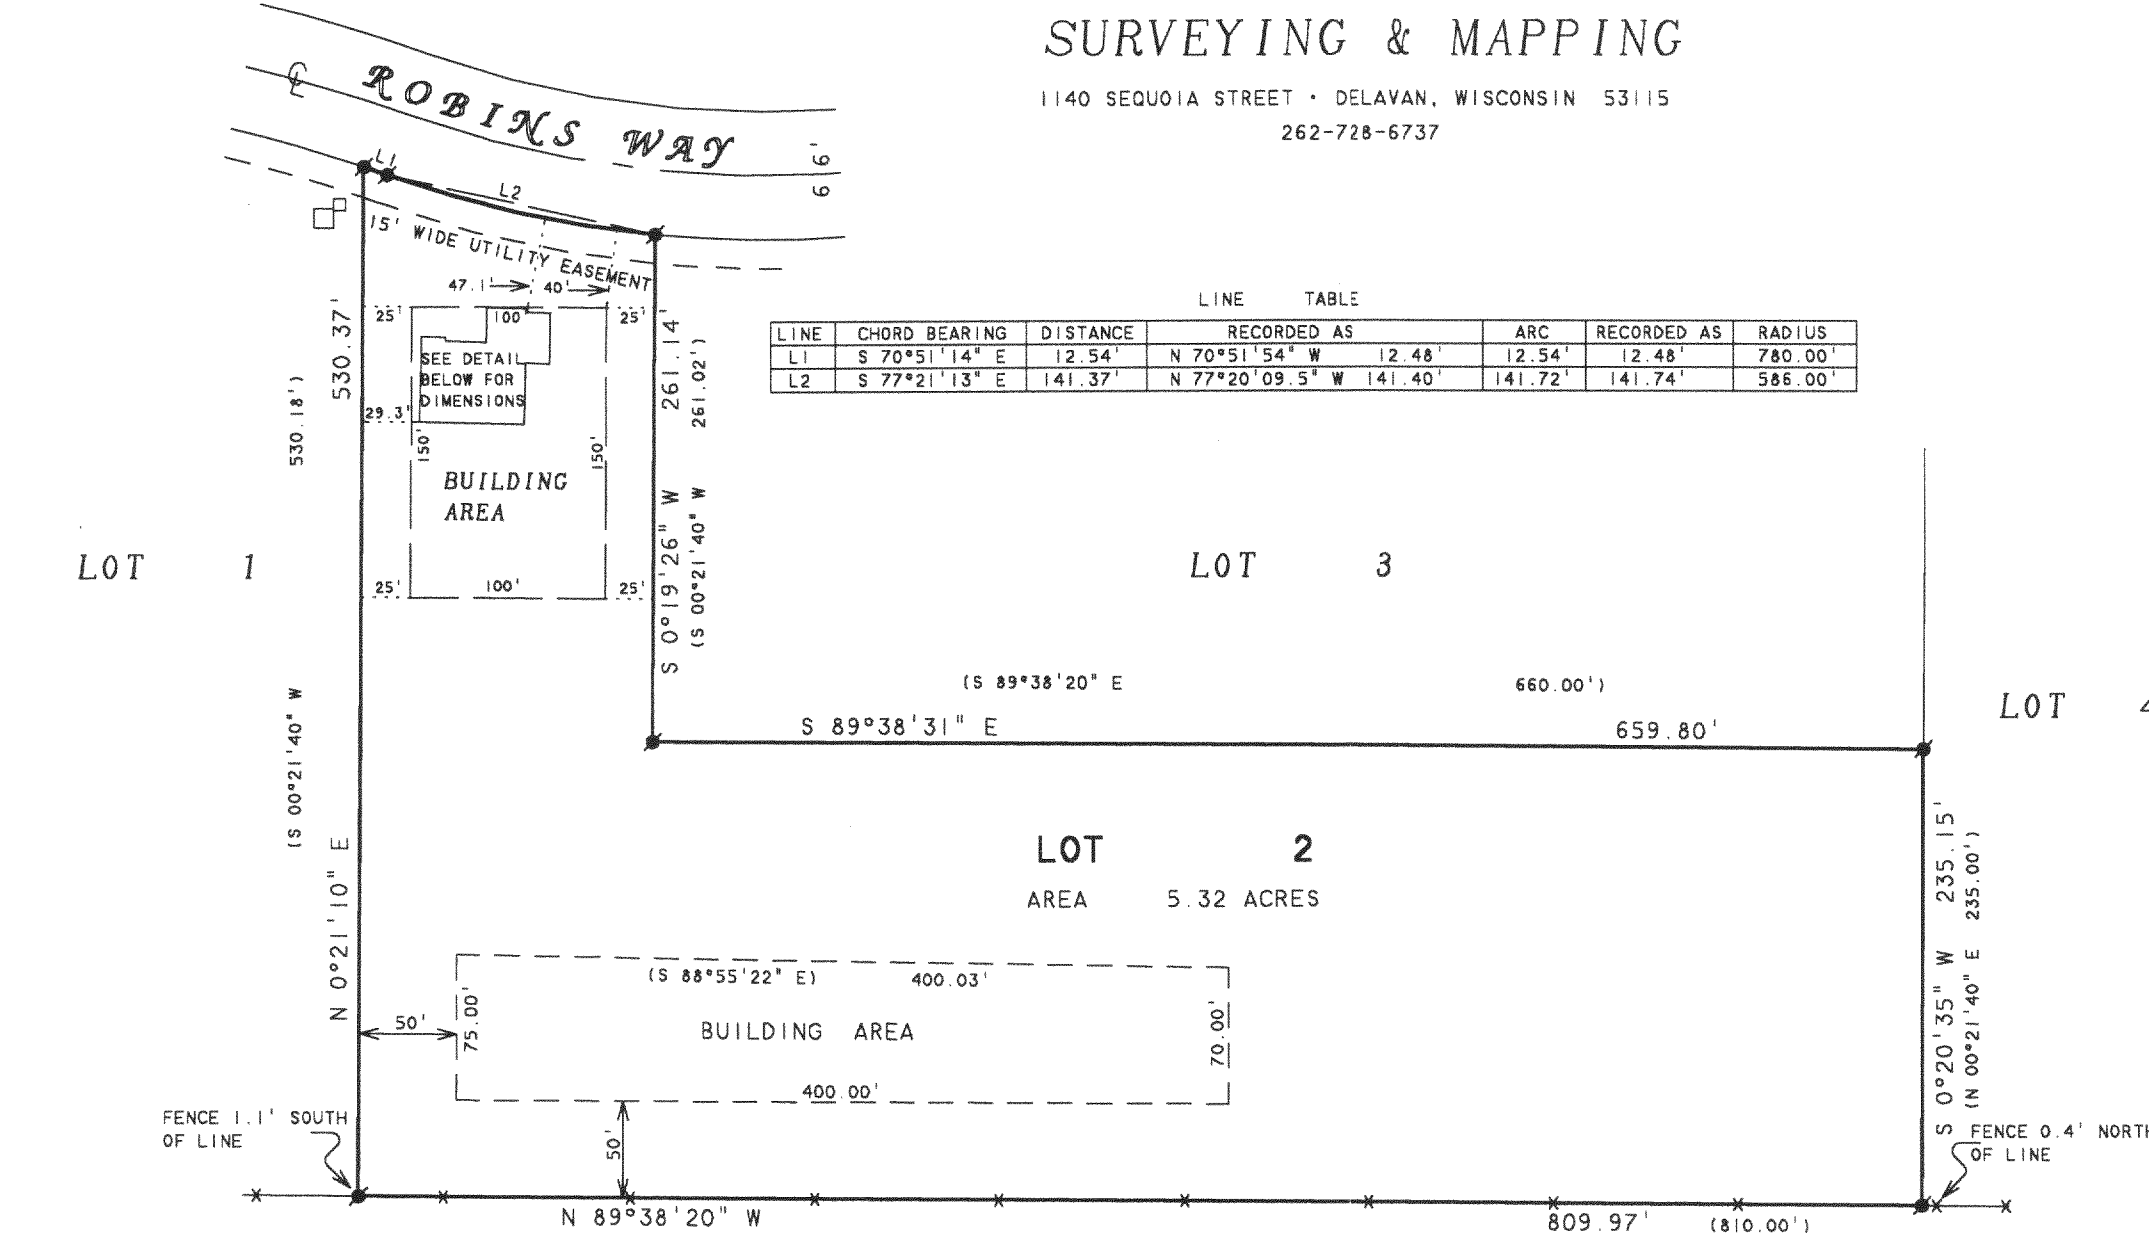 SURVEYING & MAPPING
1140 SEQUOIA STREET • DELAVAN, WISCONSIN 53115
262-728-6737
℄ ROBINS WAY
66'
L1
L2
15' WIDE UTILITY EASEMENT
47.1'
40'
25'
100'
25'
SEE DETAIL
BELOW FOR
DIMENSIONS
29.3'
150'
150'
BUILDING
AREA
25'
100'
25'
530.37'
530.18')
261.14'
261.02')
LINE TABLE
LINE CHORD BEARING DISTANCE RECORDED AS ARC RECORDED AS RADIUS
L1 S 70°51'14" E 12.54' N 70°51'54" W 12.48' 12.54' 12.48' 780.00'
L2 S 77°21'13" E 141.37' N 77°20'09.5" W 141.40' 141.72' 141.74' 586.00'
LOT 1
LOT 3
S 0°19'26" W
(S 00°21'40" W
(S 89°38'20" E 660.00')
S 89°38'31" E 659.80'
LOT
(S 00°21'40" W
N 0°21'10" E
LOT 2
AREA 5.32 ACRES
235.15'
235.00')
S 0°20'35" W
(N 00°21'40" E
(S 88°55'22" E) 400.03'
50'
75.00'
BUILDING AREA
70.00'
400.00'
50'
FENCE 1.1' SOUTH
OF LINE
FENCE 0.4' NORTH
OF LINE
N 89°38'20" W 809.97' (810.00')